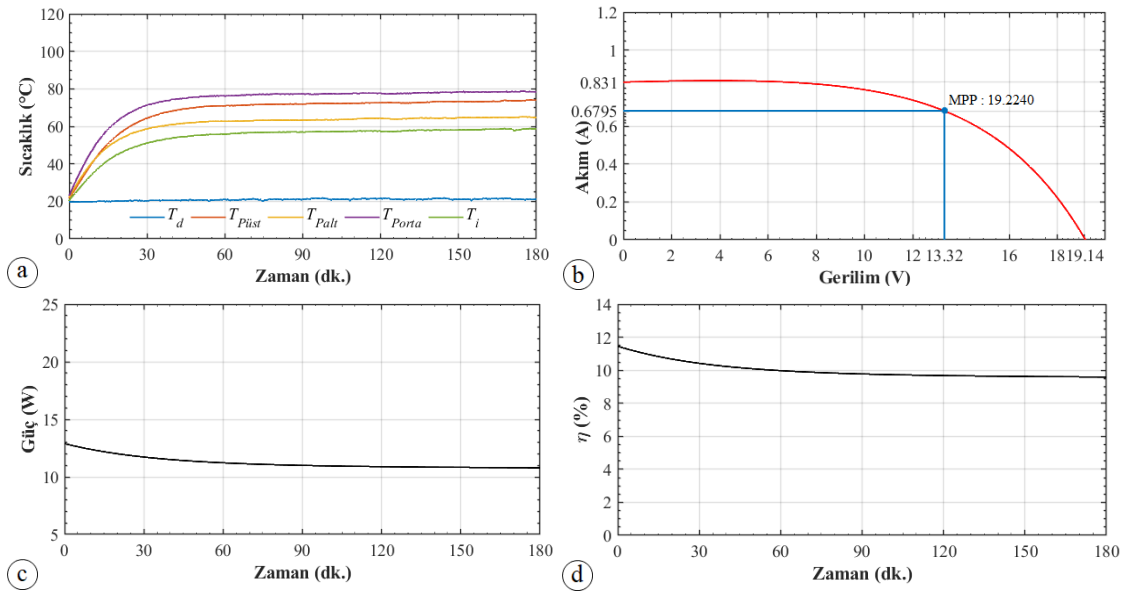 Sıcaklık (°C)
120
100
80
60
40
20
0
T_d T_Püst T_Palt T_Porta T_i
0 30 60 90 120 150 180
Zaman (dk.)
a
Akım (A)
1.2
1
0.831
0.6795
0.6
0.4
0.2
0
MPP : 19.2240
0 2 4 6 8 10 12 13.32 16 18 19.14
Gerilim (V)
b
Güç (W)
25
20
15
10
5
0 30 60 90 120 150 180
Zaman (dk.)
c
η (%)
14
12
10
8
6
4
2
0
0 30 60 90 120 150 180
Zaman (dk.)
d